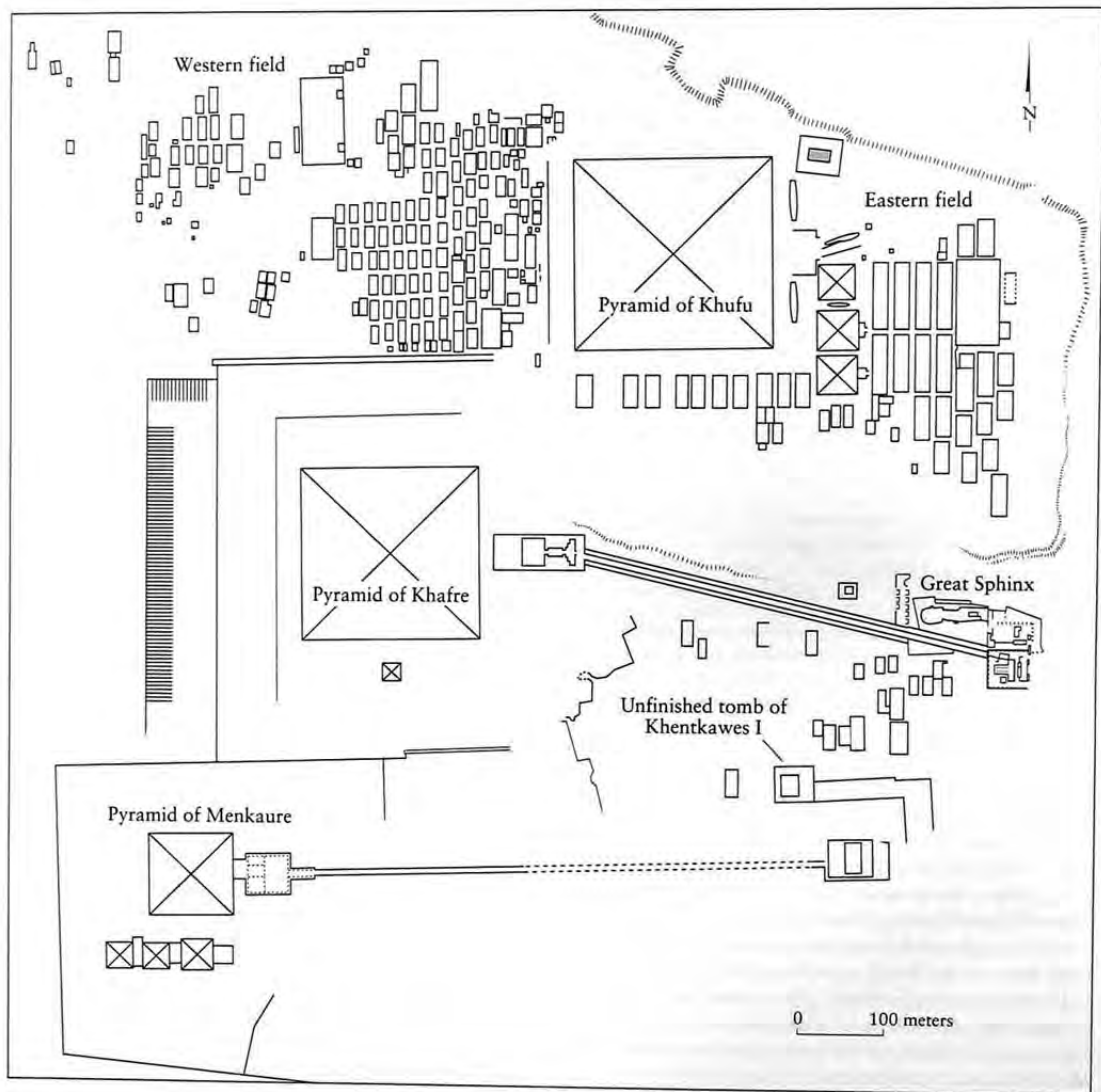 Western field
N
Eastern field
Pyramid of Khufu
Pyramid of Khafre
Great Sphinx
Unfinished tomb of
Khentkawes I
Pyramid of Menkaure
0 100 meters